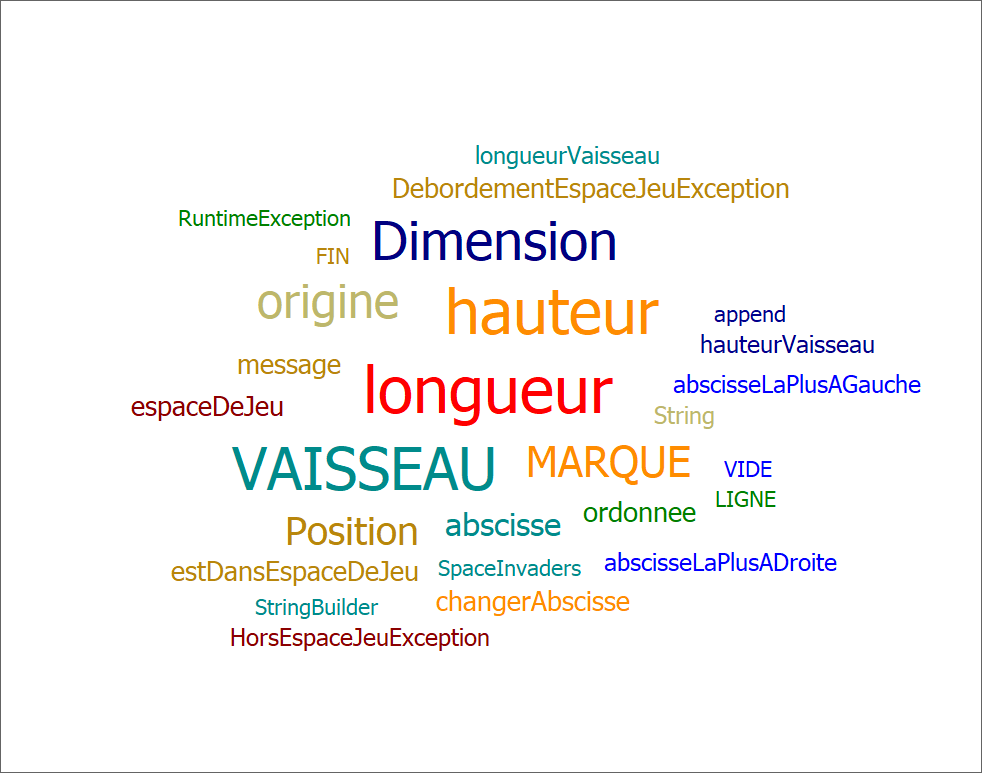 longueurVaisseau
DebordementEspaceJeuException
RuntimeException
Dimension
FIN
origine
hauteur
append
hauteurVaisseau
message
longueur
abscisseLaPlusAGauche
espaceDeJeu
String
VAISSEAU
MARQUE
VIDE
LIGNE
Position
abscisse
ordonnee
estDansEspaceDeJeu
SpaceInvaders
abscisseLaPlusADroite
StringBuilder
changerAbscisse
HorsEspaceJeuException